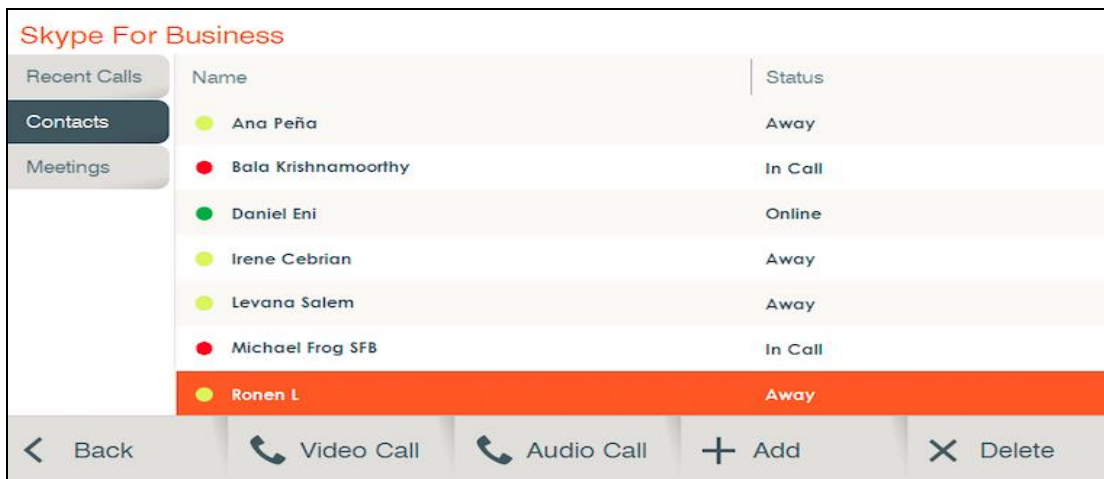 Skype For Business
Recent Calls Name Status
Contacts Ana Peña Away
Meetings Bala Krishnamoorthy In Call
Daniel Eni Online
Irene Cebrian Away
Levana Salem Away
Michael Frog SFB In Call
Ronen L Away
Back Video Call Audio Call Add Delete